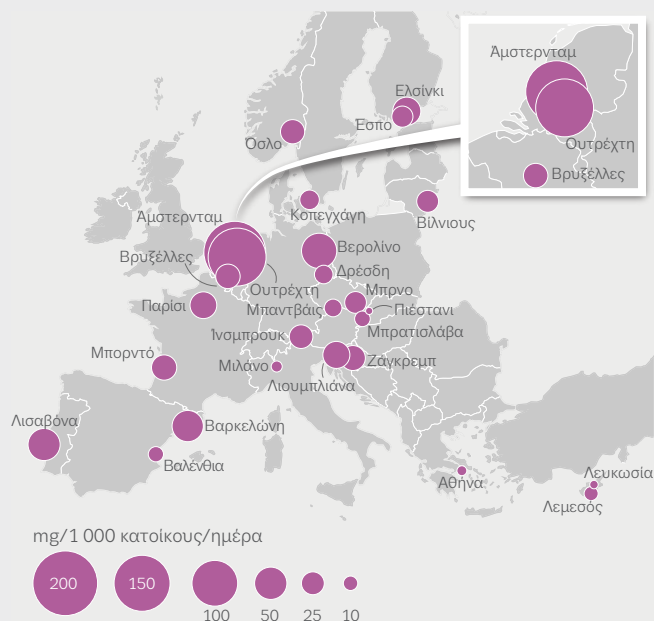 Άμστερνταμ
Ουτρέχτη
Βρυξέλλες
Ελσίνκι
Έσπο
Όσλο
Κοπεγχάγη
Βίλνιους
Άμστερνταμ
Βρυξέλλες
Βερολίνο
Δρέσδη
Ουτρέχτη
Μπρνο
Παρίσι
Μπαντβάις
Πιέστανι
Μπρατισλάβα
Ίνσμπρουκ
Μπορντό
Μιλάνο
Ζάγκρεμπ
Λιουμπλιάνα
Λισαβόνα
Βαρκελώνη
Βαλένθια
Αθήνα
Λευκωσία
Λεμεσός
mg/1 000 κατοίκους/ημέρα
200 150
100 50 25 10